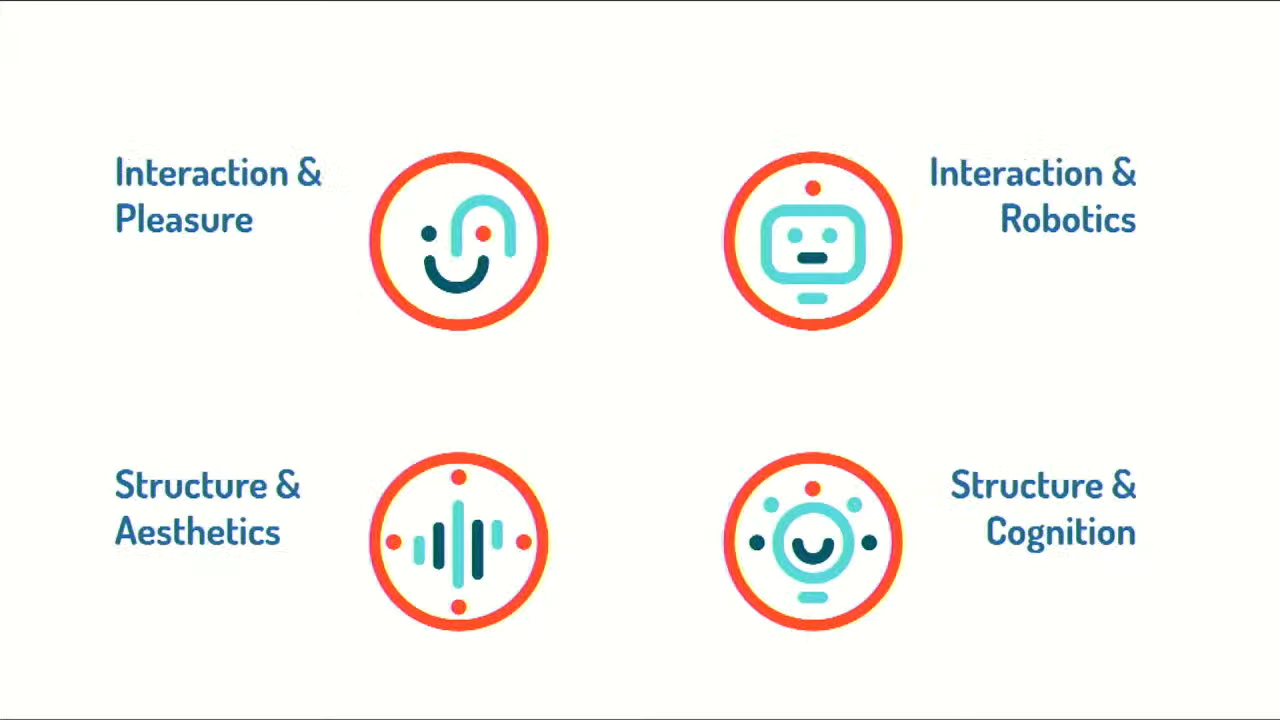 Interaction &
Pleasure
Interaction &
Robotics
Structure &
Aesthetics
Structure &
Cognition